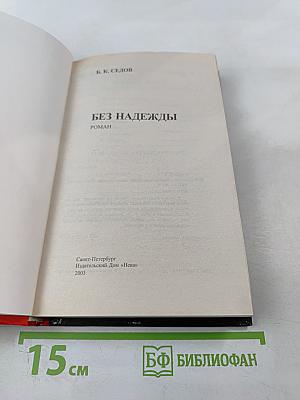 Б. К. СЕДОВ
БЕЗ НАДЕЖДЫ
РОМАН
Санкт-Петербург
Издательский Дом «Нева»
2003
15 см
БФ БИБЛИОФАН